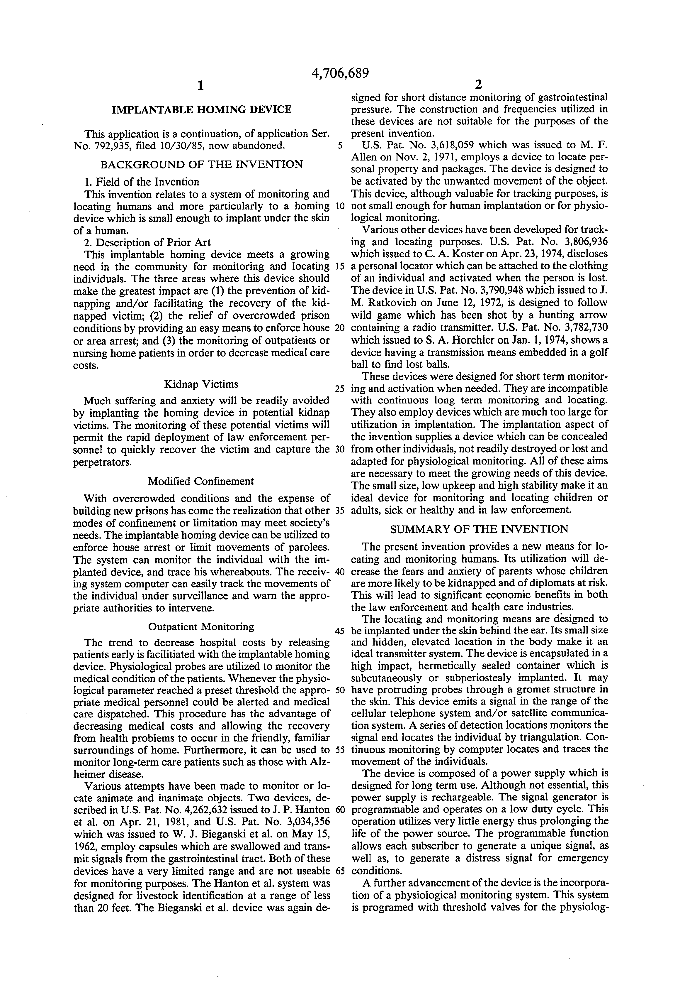 4,706,689
1
IMPLANTABLE HOMING DEVICE
This application is a continuation, of application Ser.
No. 792,935, filed 10/30/85, now abandoned.
BACKGROUND OF THE INVENTION
1. Field of the Invention
This invention relates to a system of monitoring and
locating humans and more particularly to a homing
device which is small enough to implant under the skin
of a human.
2. Description of Prior Art
This implantable homing device meets a growing
need in the community for monitoring and locating
individuals. The three areas where this device should
make the greatest impact are (1) the prevention of kid-
napping and/or facilitating the recovery of the kid-
napped victim; (2) the relief of overcrowded prison
conditions by providing an easy means to enforce house
or area arrest; and (3) the monitoring of outpatients or
nursing home patients in order to decrease medical care
costs.
Kidnap Victims
Much suffering and anxiety will be readily avoided
by implanting the homing device in potential kidnap
victims. The monitoring of these potential victims will
permit the rapid deployment of law enforcement per-
sonnel to quickly recover the victim and capture the
perpetrators.
Modified Confinement
With overcrowded conditions and the expense of
building new prisons has come the realization that other
modes of confinement or limitation may meet society's
needs. The implantable homing device can be utilized to
enforce house arrest or limit movements of parolees.
The system can monitor the individual with the im-
planted device, and trace his whereabouts. The receiv-
ing system computer can easily track the movements of
the individual under surveillance and warn the appro-
priate authorities to intervene.
Outpatient Monitoring
The trend to decrease hospital costs by releasing
patients early is facilitiated with the implantable homing
device. Physiological probes are utilized to monitor the
medical condition of the patients. Whenever the physio-
logical parameter reached a preset threshold the appro-
priate medical personnel could be alerted and medical
care dispatched. This procedure has the advantage of
decreasing medical costs and allowing the recovery
from health problems to occur in the friendly, familiar
surroundings of home. Furthermore, it can be used to
monitor long-term care patients such as those with Alz-
heimer disease.
Various attempts have been made to monitor or lo-
cate animate and inanimate objects. Two devices, de-
scribed in U.S. Pat. No. 4,262,632 issued to J. P. Hanton
et al. on Apr. 21, 1981, and U.S. Pat. No. 3,034,356
which was issued to W. J. Bieganski et al. on May 15,
1962, employ capsules which are swallowed and trans-
mit signals from the gastrointestinal tract. Both of these
devices have a very limited range and are not useable
for monitoring purposes. The Hanton et al. system was
designed for livestock identification at a range of less
than 20 feet. The Bieganski et al. device was again de-
5
10
15
20
25
30
35
40
45
50
55
60
65
2
signed for short distance monitoring of gastrointestinal
pressure. The construction and frequencies utilized in
these devices are not suitable for the purposes of the
present invention.
U.S. Pat. No. 3,618,059 which was issued to M. F.
Allen on Nov. 2, 1971, employs a device to locate per-
sonal property and packages. The device is designed to
be activated by the unwanted movement of the object.
This device, although valuable for tracking purposes, is
not small enough for human implantation or for physio-
logical monitoring.
Various other devices have been developed for track-
ing and locating purposes. U.S. Pat. No. 3,806,936
which issued to C. A. Koster on Apr. 23, 1974, discloses
a personal locator which can be attached to the clothing
of an individual and activated when the person is lost.
The device in U.S. Pat. No. 3,790,948 which issued to J.
M. Ratkovich on June 12, 1972, is designed to follow
wild game which has been shot by a hunting arrow
containing a radio transmitter. U.S. Pat. No. 3,782,730
which issued to S. A. Horchler on Jan. 1, 1974, shows a
device having a transmission means embedded in a golf
ball to find lost balls.
These devices were designed for short term monitor-
ing and activation when needed. They are incompatible
with continuous long term monitoring and locating.
They also employ devices which are much too large for
utilization in implantation. The implantation aspect of
the invention supplies a device which can be concealed
from other individuals, not readily destroyed or lost and
adapted for physiological monitoring. All of these aims
are necessary to meet the growing needs of this device.
The small size, low upkeep and high stability make it an
ideal device for monitoring and locating children or
adults, sick or healthy and in law enforcement.
SUMMARY OF THE INVENTION
The present invention provides a new means for lo-
cating and monitoring humans. Its utilization will de-
crease the fears and anxiety of parents whose children
are more likely to be kidnapped and of diplomats at risk.
This will lead to significant economic benefits in both
the law enforcement and health care industries.
The locating and monitoring means are designed to
be implanted under the skin behind the ear. Its small size
and hidden, elevated location in the body make it an
ideal transmitter system. The device is encapsulated in a
high impact, hermetically sealed container which is
subcutaneously or subperiostealy implanted. It may
have protruding probes through a gromet structure in
the skin. This device emits a signal in the range of the
cellular telephone system and/or satellite communica-
tion system. A series of detection locations monitors the
signal and locates the individual by triangulation. Con-
tinuous monitoring by computer locates and traces the
movement of the individuals.
The device is composed of a power supply which is
designed for long term use. Although not essential, this
power supply is rechargeable. The signal generator is
programmable and operates on a low duty cycle. This
operation utilizes very little energy thus prolonging the
life of the power source. The programmable function
allows each subscriber to generate a unique signal, as
well as, to generate a distress signal for emergency
conditions.
A further advancement of the device is the incorpora-
tion of a physiological monitoring system. This system
is programed with threshold valves for the physiolog-